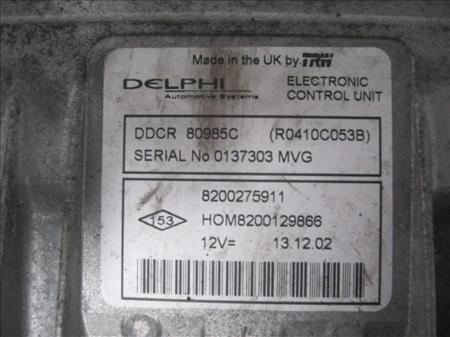 Made in the UK by TRW
DELPHI
Automotive Systems
ELECTRONIC
CONTROL UNIT
DDCR 80985C (R0410C053B)
SERIAL No 0137303 MVG
8200275911
153
HOM8200129866
12V= 13.12.02